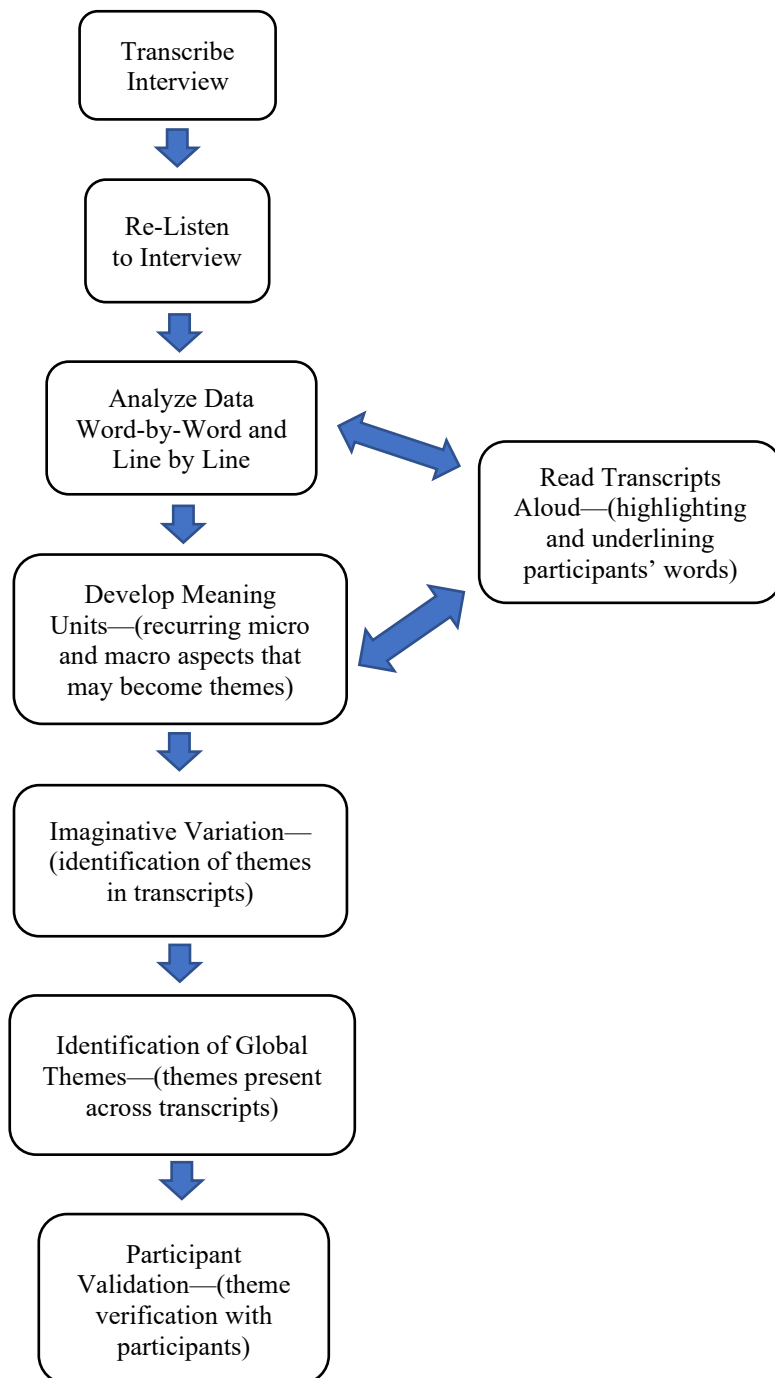 Transcribe
Interview
Re-Listen
to Interview
Analyze Data
Word-by-Word and
Line by Line
Read Transcripts
Aloud—(highlighting
and underlining
participants’ words)
Develop Meaning
Units—(recurring micro
and macro aspects that
may become themes)
Imaginative Variation—
(identification of themes
in transcripts)
Identification of Global
Themes—(themes present
across transcripts)
Participant
Validation—(theme
verification with
participants)